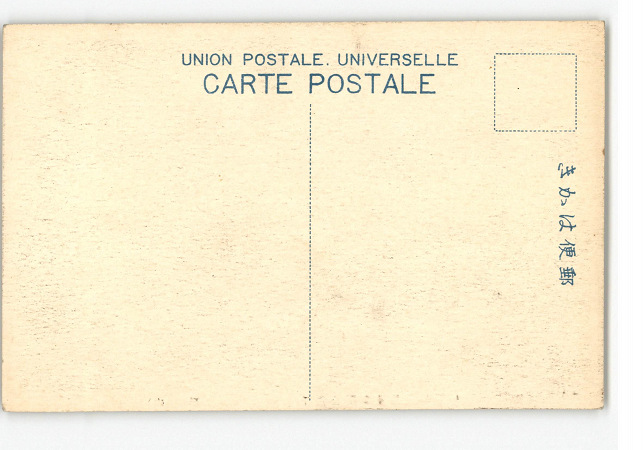 UNION POSTALE. UNIVERSELLE
CARTE POSTALE
郵便はかき